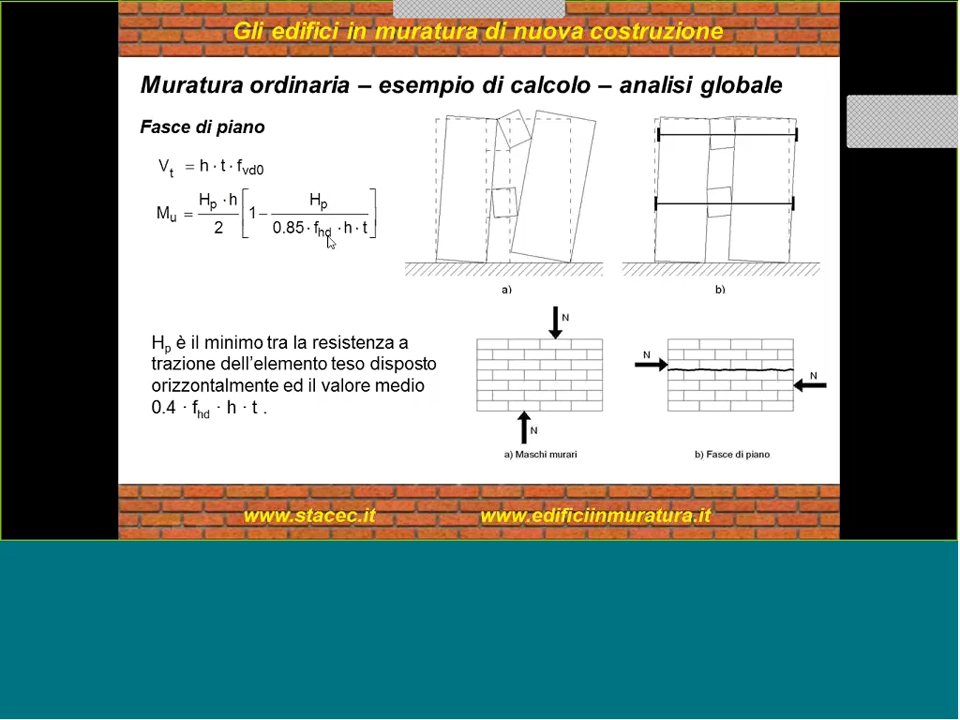 Gli edifici in muratura di nuova costruzione
Muratura ordinaria – esempio di calcolo – analisi globale
Fasce di piano
V_t = h · t · f_vd0
M_u = H_p · h / 2 [1 − H_p / 0.85 · f_hd · h · t]
a)
b)
H_p è il minimo tra la resistenza a
trazione dell'elemento teso disposto
orizzontalmente ed il valore medio
0.4 · f_hd · h · t .
N
N
a) Maschi murari
N
N
b) Fasce di piano
www.stacec.it
www.edificiinmuratura.it